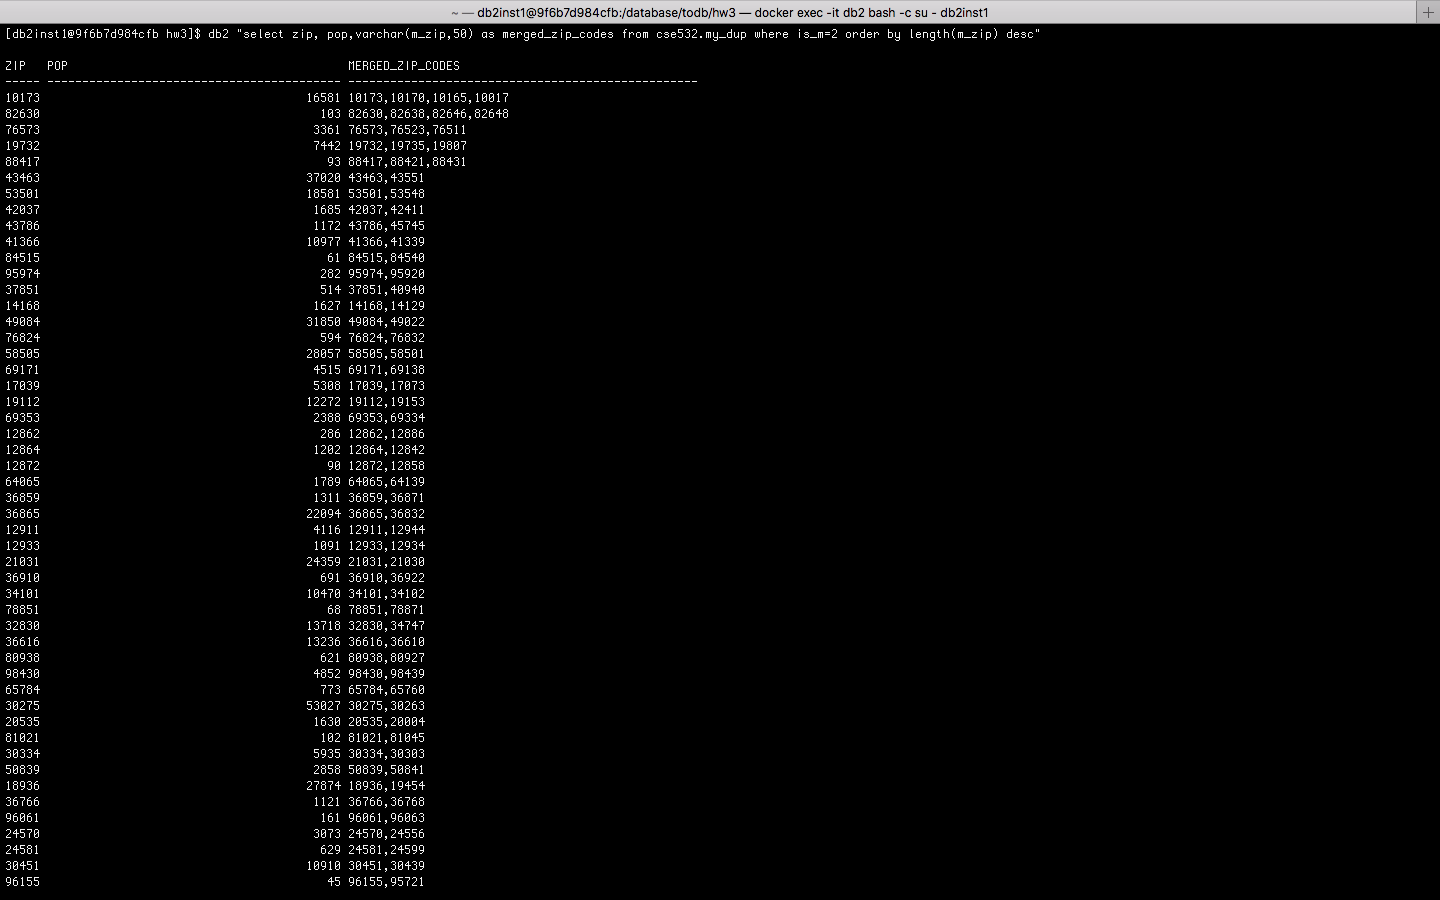 ~ — db2inst1@9f6b7d984cfb:/database/todb/hw3 — docker exec -it db2 bash -c su - db2inst1
[db2inst1@9f6b7d984cfb hw3]$ db2 "select zip, pop,varchar(m_zip,50) as merged_zip_codes from cse532.my_dup where is_m=2 order by length(m_zip) desc"
ZIP POP MERGED_ZIP_CODES
----- ------------------------------------------ --------------------------------------------------
10173 16581 10173,10170,10165,10017
82630 103 82630,82638,82646,82648
76573 3361 76573,76523,76511
19732 7442 19732,19735,19807
88417 93 88417,88421,88431
43463 37020 43463,43551
53501 18581 53501,53548
42037 1685 42037,42411
43786 1172 43786,45745
41366 10977 41366,41339
84515 61 84515,84540
95974 282 95974,95920
37851 514 37851,40940
14168 1627 14168,14129
49084 31850 49084,49022
76824 594 76824,76832
58505 28057 58505,58501
69171 4515 69171,69138
17039 5308 17039,17073
19112 12272 19112,19153
69353 2388 69353,69334
12862 286 12862,12886
12864 1202 12864,12842
12872 90 12872,12858
64065 1789 64065,64139
36859 1311 36859,36871
36865 22094 36865,36832
12911 4116 12911,12944
12933 1091 12933,12934
21031 24359 21031,21030
36910 691 36910,36922
34101 10470 34101,34102
78851 68 78851,78871
32830 13718 32830,34747
36616 13236 36616,36610
80938 621 80938,80927
98430 4852 98430,98439
65784 773 65784,65760
30275 53027 30275,30263
20535 1630 20535,20004
81021 102 81021,81045
30334 5935 30334,30303
50839 2858 50839,50841
18936 27874 18936,19454
36766 1121 36766,36768
96061 161 96061,96063
24570 3073 24570,24556
24581 629 24581,24599
30451 10910 30451,30439
96155 45 96155,95721